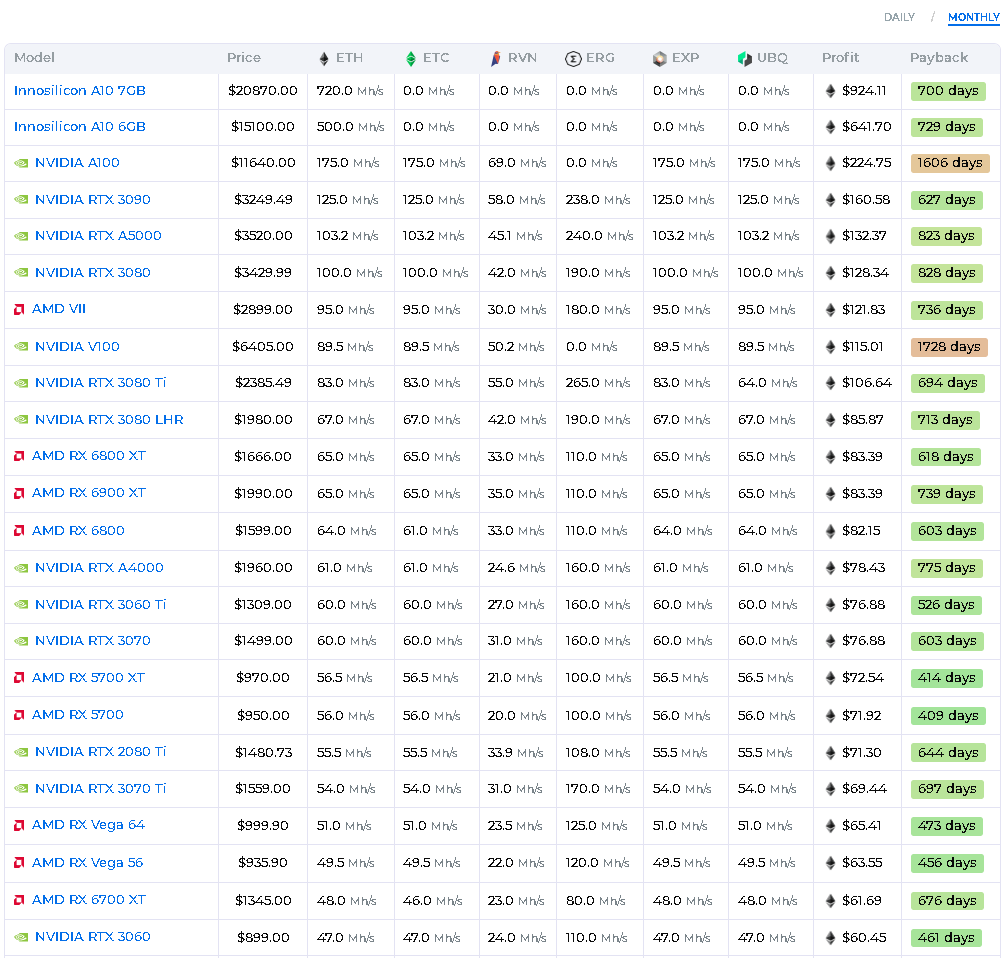 DAILY / MONTHLY
Model Price ETH ETC RVN ERG EXP UBQ Profit Payback
Innosilicon A10 7GB $20870.00 720.0 Mh/s 0.0 Mh/s 0.0 Mh/s 0.0 Mh/s 0.0 Mh/s 0.0 Mh/s $924.11 700 days
Innosilicon A10 6GB $15100.00 500.0 Mh/s 0.0 Mh/s 0.0 Mh/s 0.0 Mh/s 0.0 Mh/s 0.0 Mh/s $641.70 729 days
NVIDIA A100 $11640.00 175.0 Mh/s 175.0 Mh/s 69.0 Mh/s 0.0 Mh/s 175.0 Mh/s 175.0 Mh/s $224.75 1606 days
NVIDIA RTX 3090 $3249.49 125.0 Mh/s 125.0 Mh/s 58.0 Mh/s 238.0 Mh/s 125.0 Mh/s 125.0 Mh/s $160.58 627 days
NVIDIA RTX A5000 $3520.00 103.2 Mh/s 103.2 Mh/s 45.1 Mh/s 240.0 Mh/s 103.2 Mh/s 103.2 Mh/s $132.37 823 days
NVIDIA RTX 3080 $3429.99 100.0 Mh/s 100.0 Mh/s 42.0 Mh/s 190.0 Mh/s 100.0 Mh/s 100.0 Mh/s $128.34 828 days
AMD VII $2899.00 95.0 Mh/s 95.0 Mh/s 30.0 Mh/s 180.0 Mh/s 95.0 Mh/s 95.0 Mh/s $121.83 736 days
NVIDIA V100 $6405.00 89.5 Mh/s 89.5 Mh/s 50.2 Mh/s 0.0 Mh/s 89.5 Mh/s 89.5 Mh/s $115.01 1728 days
NVIDIA RTX 3080 Ti $2385.49 83.0 Mh/s 83.0 Mh/s 55.0 Mh/s 265.0 Mh/s 83.0 Mh/s 64.0 Mh/s $106.64 694 days
NVIDIA RTX 3080 LHR $1980.00 67.0 Mh/s 67.0 Mh/s 42.0 Mh/s 190.0 Mh/s 67.0 Mh/s 67.0 Mh/s $85.87 713 days
AMD RX 6800 XT $1666.00 65.0 Mh/s 65.0 Mh/s 33.0 Mh/s 110.0 Mh/s 65.0 Mh/s 65.0 Mh/s $83.39 618 days
AMD RX 6900 XT $1990.00 65.0 Mh/s 65.0 Mh/s 35.0 Mh/s 110.0 Mh/s 65.0 Mh/s 65.0 Mh/s $83.39 739 days
AMD RX 6800 $1599.00 64.0 Mh/s 61.0 Mh/s 33.0 Mh/s 110.0 Mh/s 64.0 Mh/s 64.0 Mh/s $82.15 603 days
NVIDIA RTX A4000 $1960.00 61.0 Mh/s 61.0 Mh/s 24.6 Mh/s 160.0 Mh/s 61.0 Mh/s 61.0 Mh/s $78.43 775 days
NVIDIA RTX 3060 Ti $1309.00 60.0 Mh/s 60.0 Mh/s 27.0 Mh/s 160.0 Mh/s 60.0 Mh/s 60.0 Mh/s $76.88 526 days
NVIDIA RTX 3070 $1499.00 60.0 Mh/s 60.0 Mh/s 31.0 Mh/s 160.0 Mh/s 60.0 Mh/s 60.0 Mh/s $76.88 603 days
AMD RX 5700 XT $970.00 56.5 Mh/s 56.5 Mh/s 21.0 Mh/s 100.0 Mh/s 56.5 Mh/s 56.5 Mh/s $72.54 414 days
AMD RX 5700 $950.00 56.0 Mh/s 56.0 Mh/s 20.0 Mh/s 100.0 Mh/s 56.0 Mh/s 56.0 Mh/s $71.92 409 days
NVIDIA RTX 2080 Ti $1480.73 55.5 Mh/s 55.5 Mh/s 33.9 Mh/s 108.0 Mh/s 55.5 Mh/s 55.5 Mh/s $71.30 644 days
NVIDIA RTX 3070 Ti $1559.00 54.0 Mh/s 54.0 Mh/s 31.0 Mh/s 170.0 Mh/s 54.0 Mh/s 54.0 Mh/s $69.44 697 days
AMD RX Vega 64 $999.90 51.0 Mh/s 51.0 Mh/s 23.5 Mh/s 125.0 Mh/s 51.0 Mh/s 51.0 Mh/s $65.41 473 days
AMD RX Vega 56 $935.90 49.5 Mh/s 49.5 Mh/s 22.0 Mh/s 120.0 Mh/s 49.5 Mh/s 49.5 Mh/s $63.55 456 days
AMD RX 6700 XT $1345.00 48.0 Mh/s 46.0 Mh/s 23.0 Mh/s 80.0 Mh/s 48.0 Mh/s 48.0 Mh/s $61.69 676 days
NVIDIA RTX 3060 $899.00 47.0 Mh/s 47.0 Mh/s 24.0 Mh/s 110.0 Mh/s 47.0 Mh/s 47.0 Mh/s $60.45 461 days